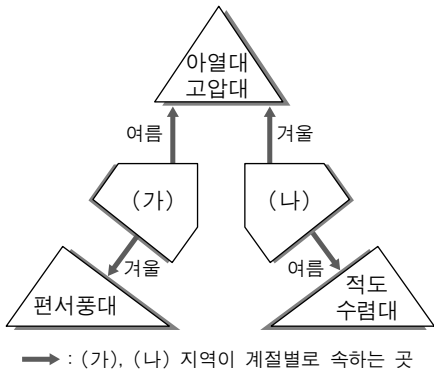 아열대
고압대
여름
겨울
(가)
(나)
겨울
여름
편서풍대
적도
수렴대
: (가), (나) 지역이 계절별로 속하는 곳